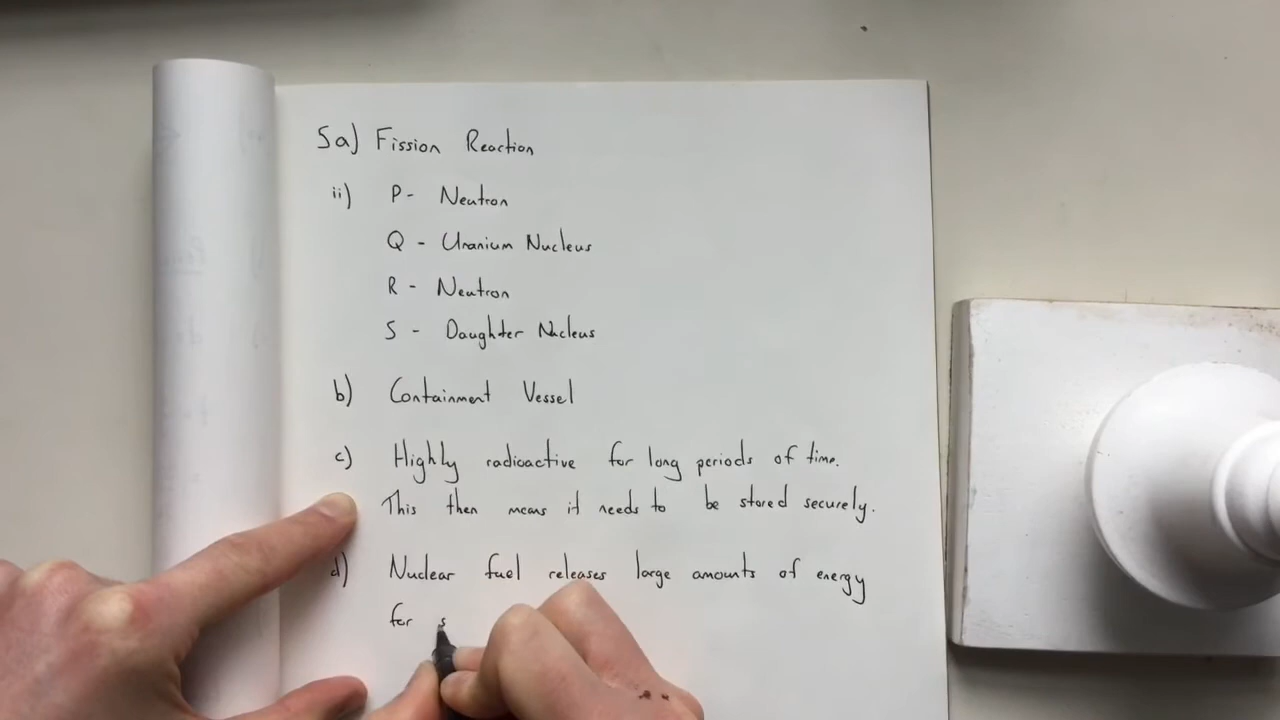 5a) Fission Reaction
ii) P- Neutron
Q - Uranium Nucleus
R - Neutron
S - Daughter Nucleus
b) Containment Vessel
c) Highly radioactive for long periods of time.
This then means it needs to be stored securely.
d) Nuclear fuel releases large amounts of energy
for s